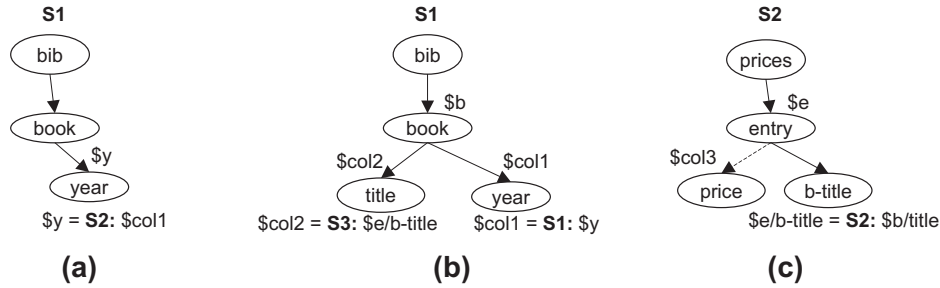 S1
bib
book
$y
year
$y = S2: $col1
(a)
S1
bib
$b
book
$col2
$col1
title
year
$col2 = S3: $e/b-title
$col1 = S1: $y
(b)
S2
prices
$e
entry
$col3
price
b-title
$e/b-title = S2: $b/title
(c)